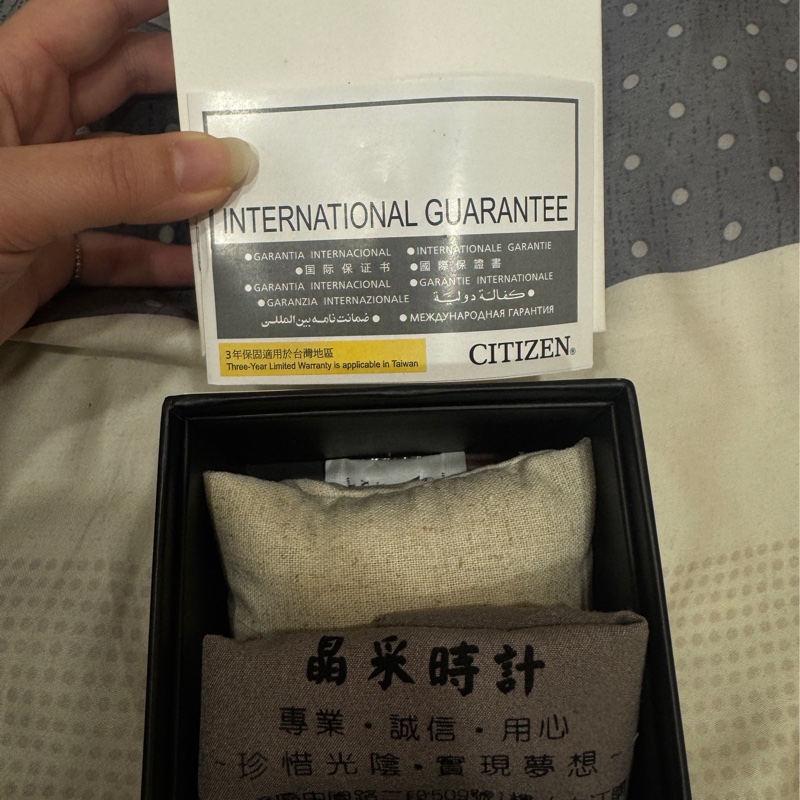 INTERNATIONAL GUARANTEE
●GARANTIA INTERNACIONAL ●INTERNATIONALE GARANTIE
●国际保证书 ●國際保證書
●GARANTIA INTERNACIONAL ●GARANTIE INTERNATIONALE
●GARANZIA INTERNAZIONALE ●كفالة دولية
●ضمانت نامه بين المللى ●МЕЖДУНАРОДНАЯ ГАРАНТИЯ
3年保固適用於台灣地區
Three-Year Limited Warranty is applicable in Taiwan
CITIZEN®
晶采時計
專業・誠信・用心
~珍惜光陰・實現夢想~